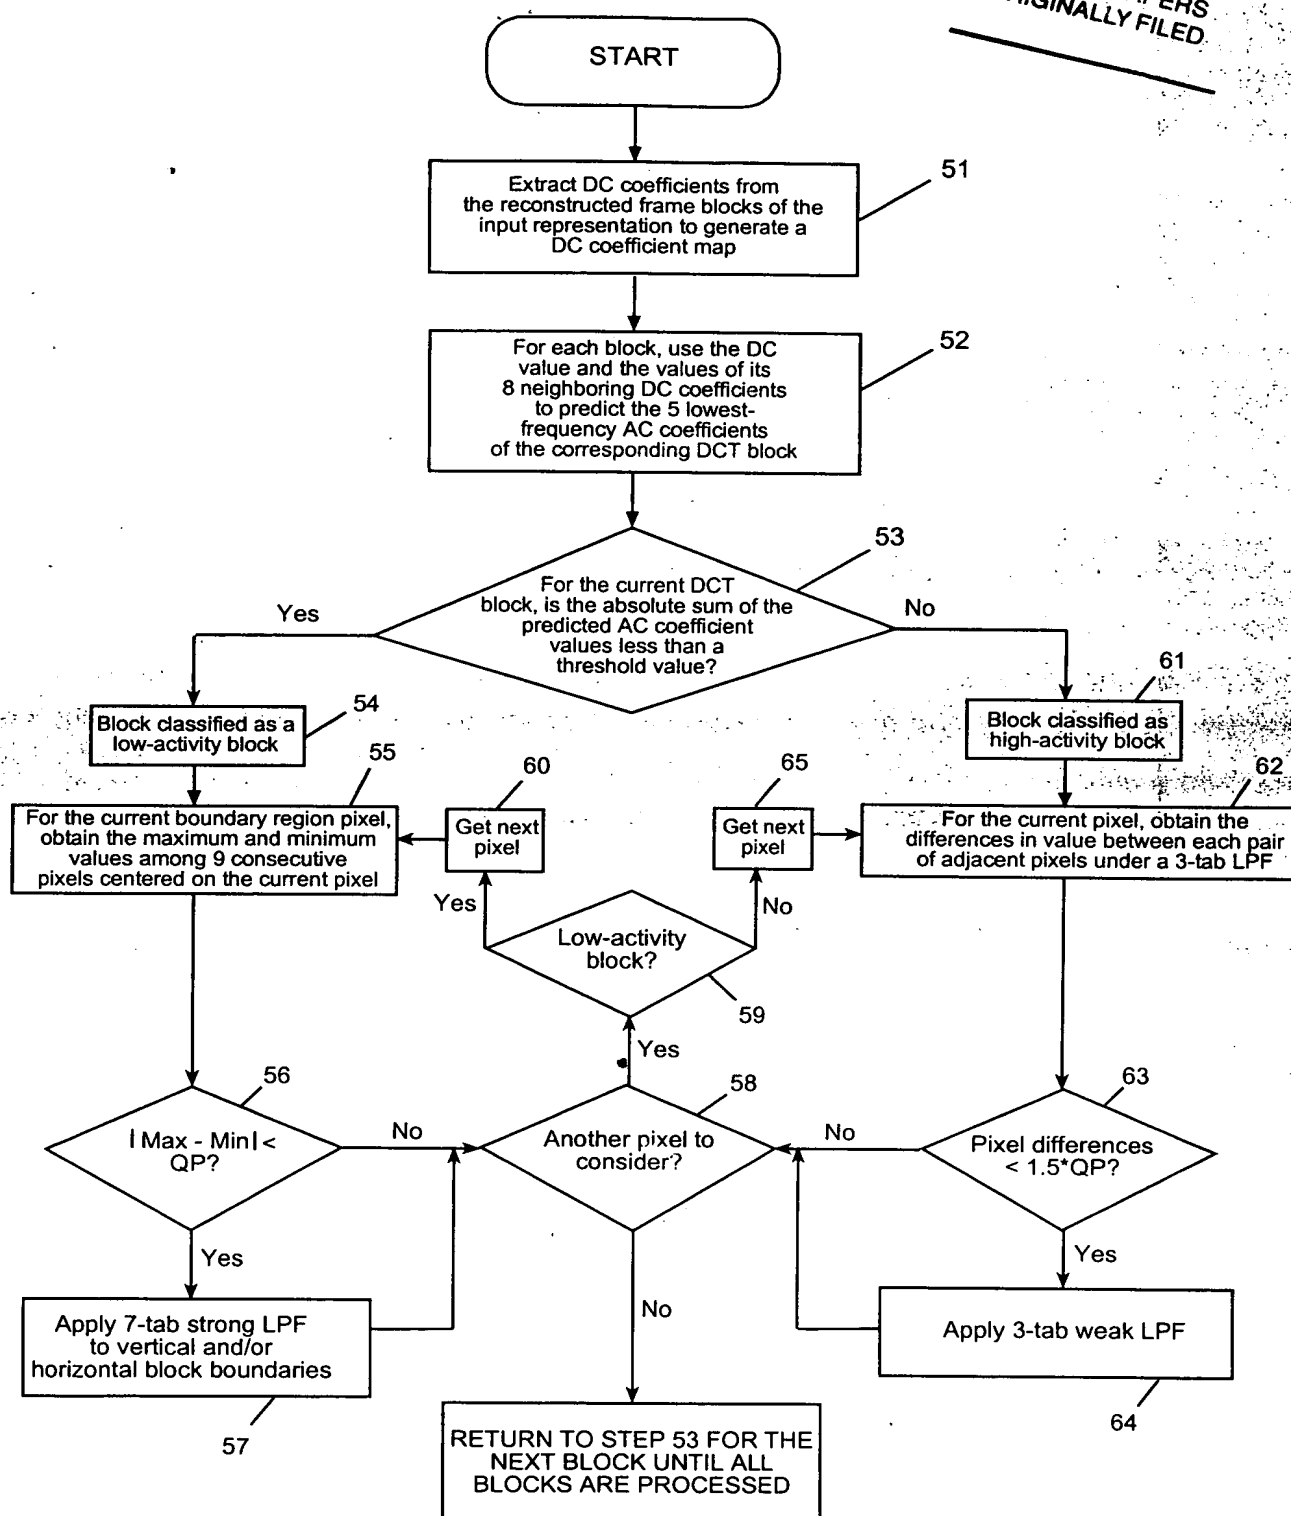 ORIGINALLY FILED
START
51
Extract DC coefficients from
the reconstructed frame blocks of the
input representation to generate a
DC coefficient map
52
For each block, use the DC
value and the values of its
8 neighboring DC coefficients
to predict the 5 lowest-
frequency AC coefficients
of the corresponding DCT block
53
For the current DCT
block, is the absolute sum of the
predicted AC coefficient
values less than a
threshold value?
Yes
No
54
Block classified as a
low-activity block
61
Block classified as
high-activity block
55
For the current boundary region pixel,
obtain the maximum and minimum
values among 9 consecutive
pixels centered on the current pixel
60
Get next
pixel
65
Get next
pixel
62
For the current pixel, obtain the
differences in value between each pair
of adjacent pixels under a 3-tab LPF
Yes
No
Low-activity
block?
59
Yes
56
| Max - Min | <
QP?
No
58
Another pixel to
consider?
No
63
Pixel differences
< 1.5*QP?
Yes
No
Yes
Apply 7-tab strong LPF
to vertical and/or
horizontal block boundaries
57
Apply 3-tab weak LPF
64
RETURN TO STEP 53 FOR THE
NEXT BLOCK UNTIL ALL
BLOCKS ARE PROCESSED